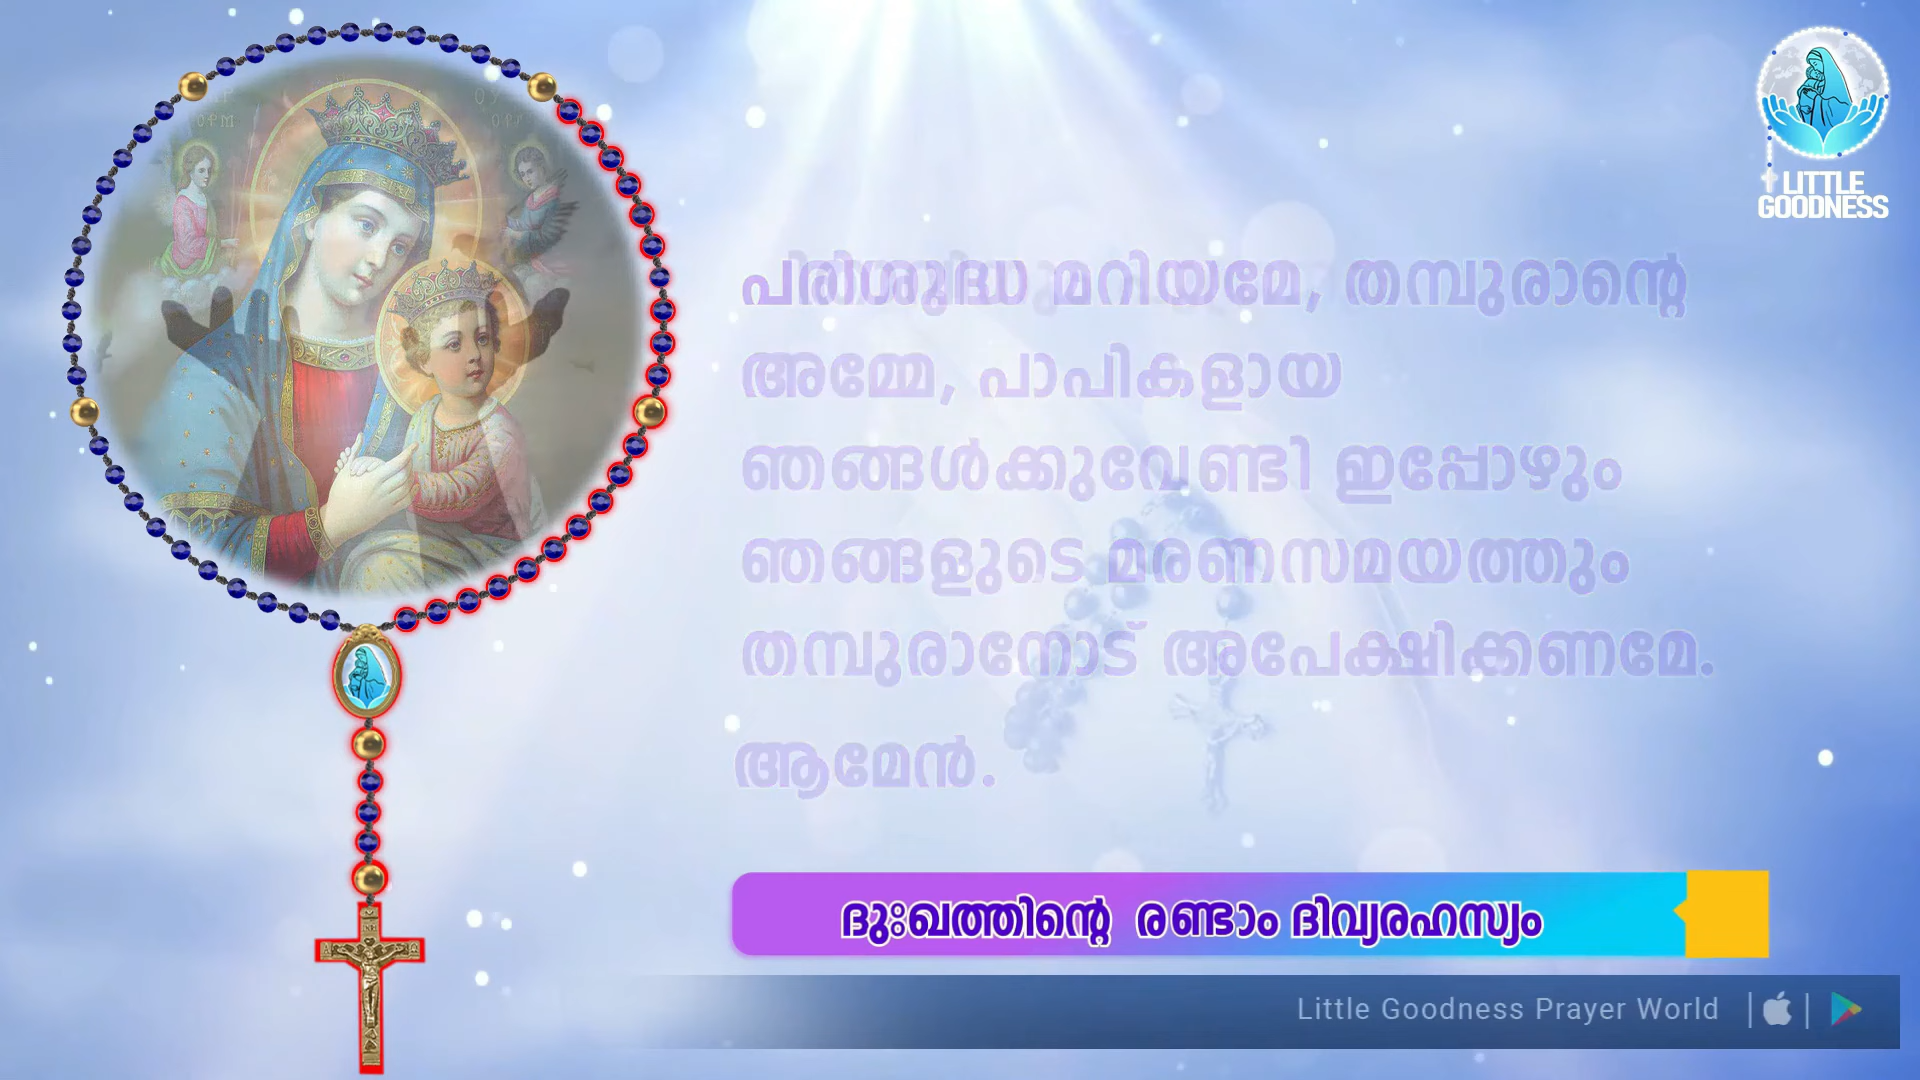 LITTLE
GOODNESS
പരിശുദ്ധ മറിയമേ, തമ്പുരാന്റെ
അമ്മേ, പാപികളായ
ഞങ്ങൾക്കുവേണ്ടി ഇപ്പോഴും
ഞങ്ങളുടെ മരണസമയത്തും
തമ്പുരാനോട് അപേക്ഷിക്കണമേ.
ആമേൻ.
ദുഃഖത്തിന്റെ രണ്ടാം ദിവ്യരഹസ്യം
Little Goodness Prayer World